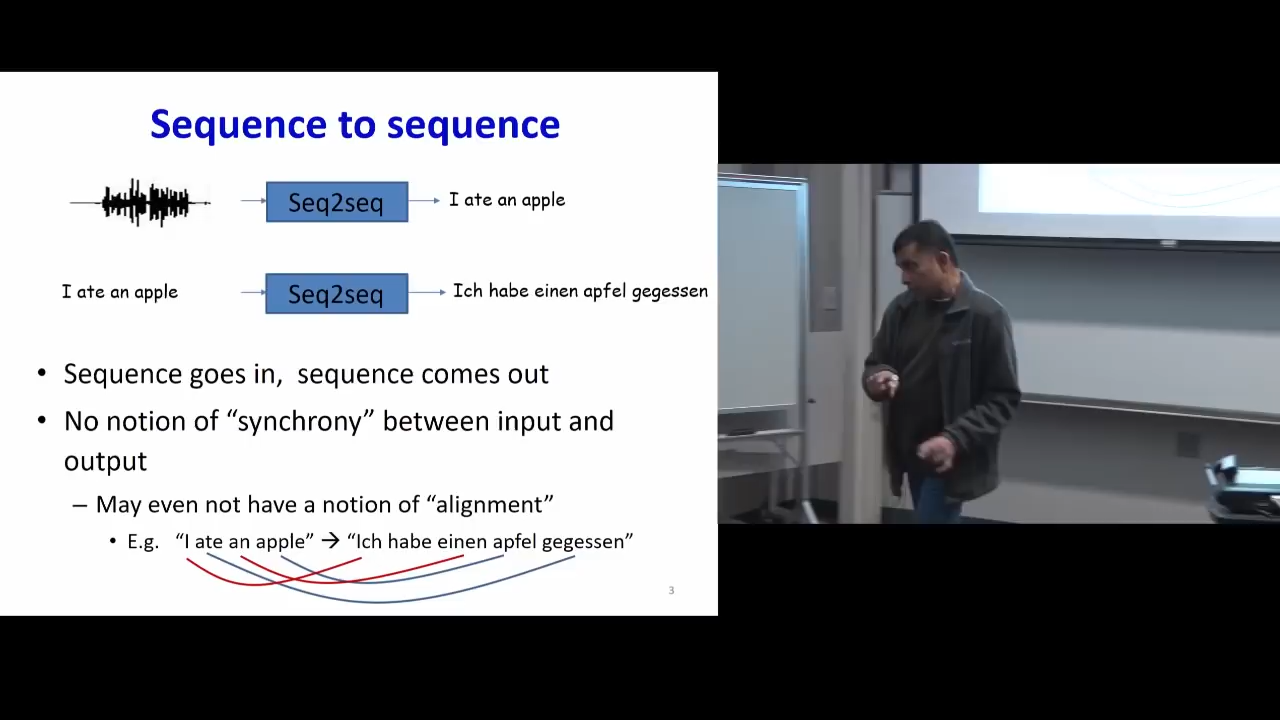 Sequence to sequence
Seq2seq
I ate an apple
I ate an apple
Seq2seq
Ich habe einen apfel gegessen
• Sequence goes in,  sequence comes out
• No notion of “synchrony” between input and
output
– May even not have a notion of “alignment”
• E.g.  “I ate an apple” → “Ich habe einen apfel gegessen”
3